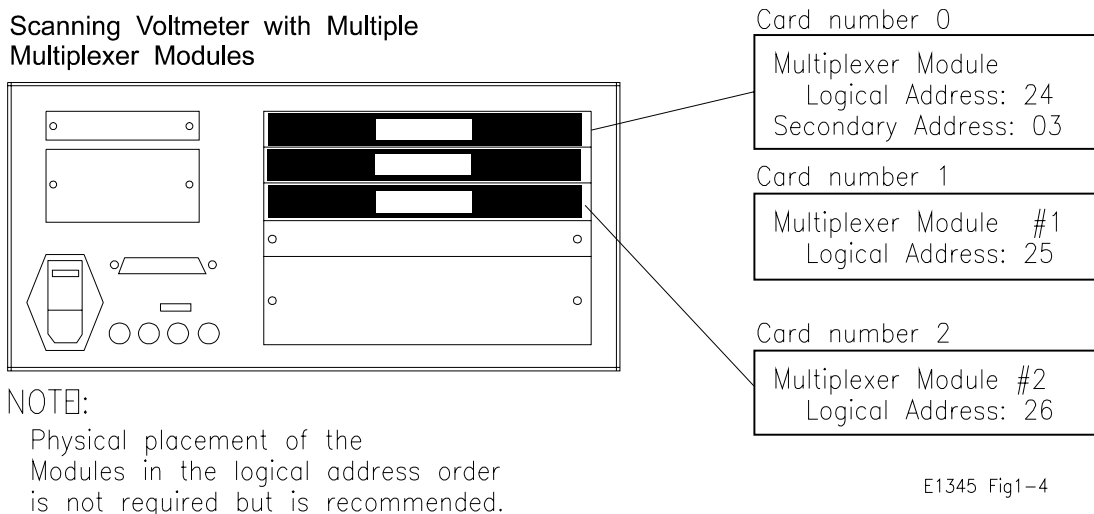 Scanning Voltmeter with Multiple
Multiplexer Modules
Card number 0
Multiplexer Module
Logical Address: 24
Secondary Address: 03
Card number 1
Multiplexer Module #1
Logical Address: 25
Card number 2
Multiplexer Module #2
Logical Address: 26
NOTE:
Physical placement of the
Modules in the logical address order
is not required but is recommended.
E1345 Fig1-4